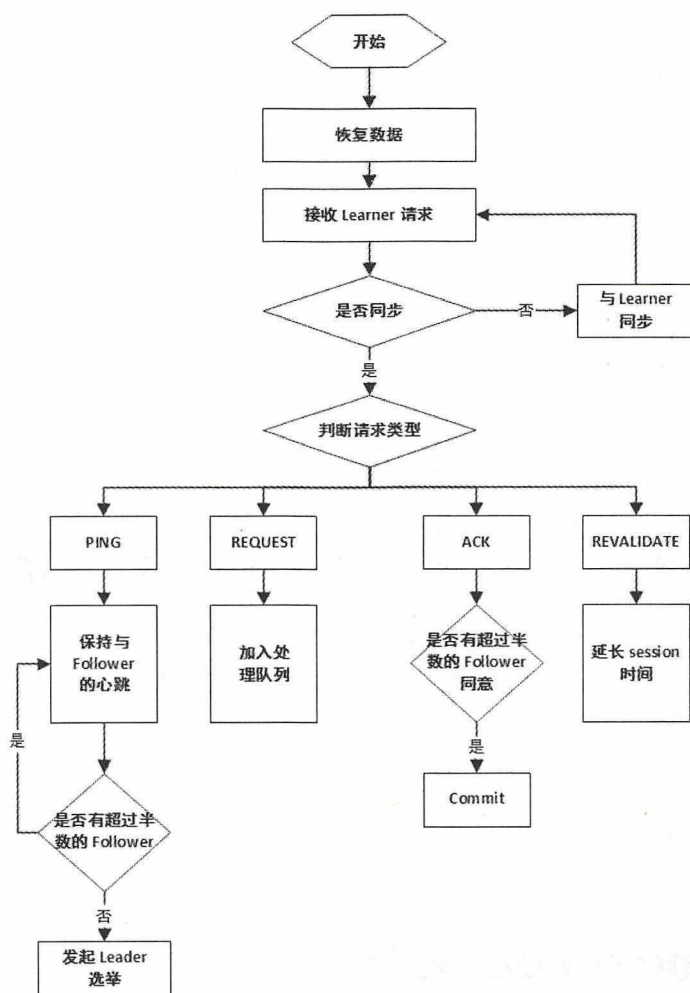 开始
恢复数据
接收 Learner 请求
是否同步
否
与 Learner
同步
是
判断请求类型
PING
REQUEST
ACK
REVALIDATE
保持与
Follower
的心跳
加入处
理队列
是否有超过半
数的 Follower
同意
延长 session
时间
是
是
Commit
是否有超过半
数的 Follower
否
发起 Leader
选举